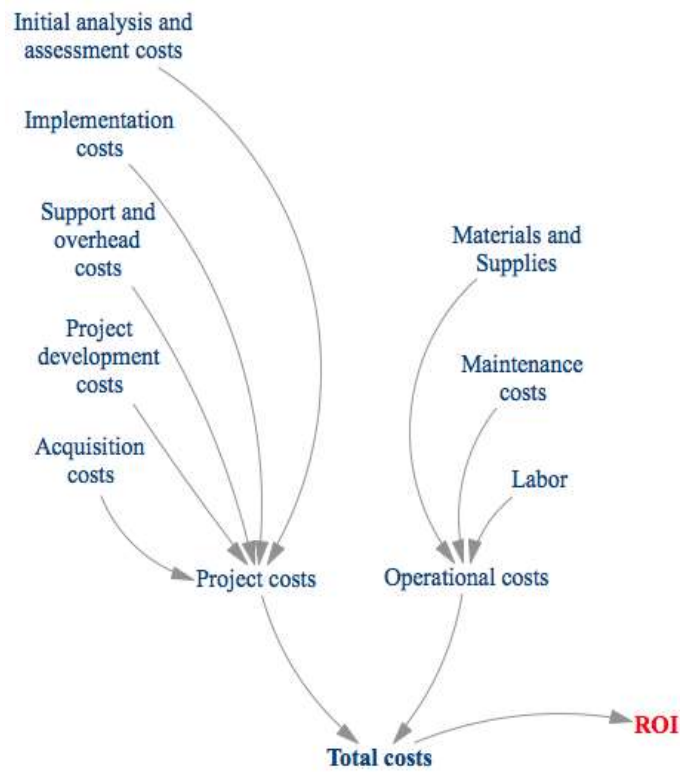 Initial analysis and
assessment costs
Implementation
costs
Support and
overhead
costs
Project
development
costs
Acquisition
costs
Materials and
Supplies
Maintenance
costs
Labor
Project costs
Operational costs
Total costs
ROI